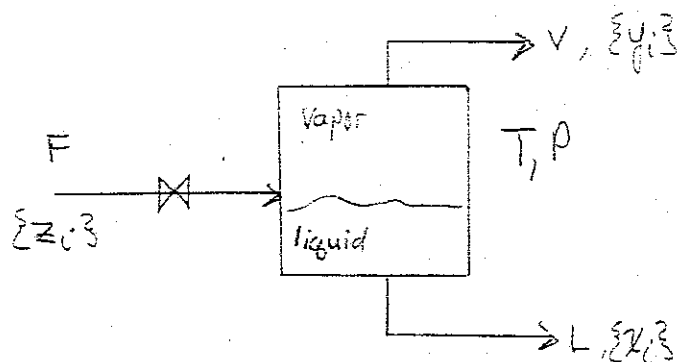 V, {yi}
vapor
T, P
F
{zi}
liquid
L, {xi}